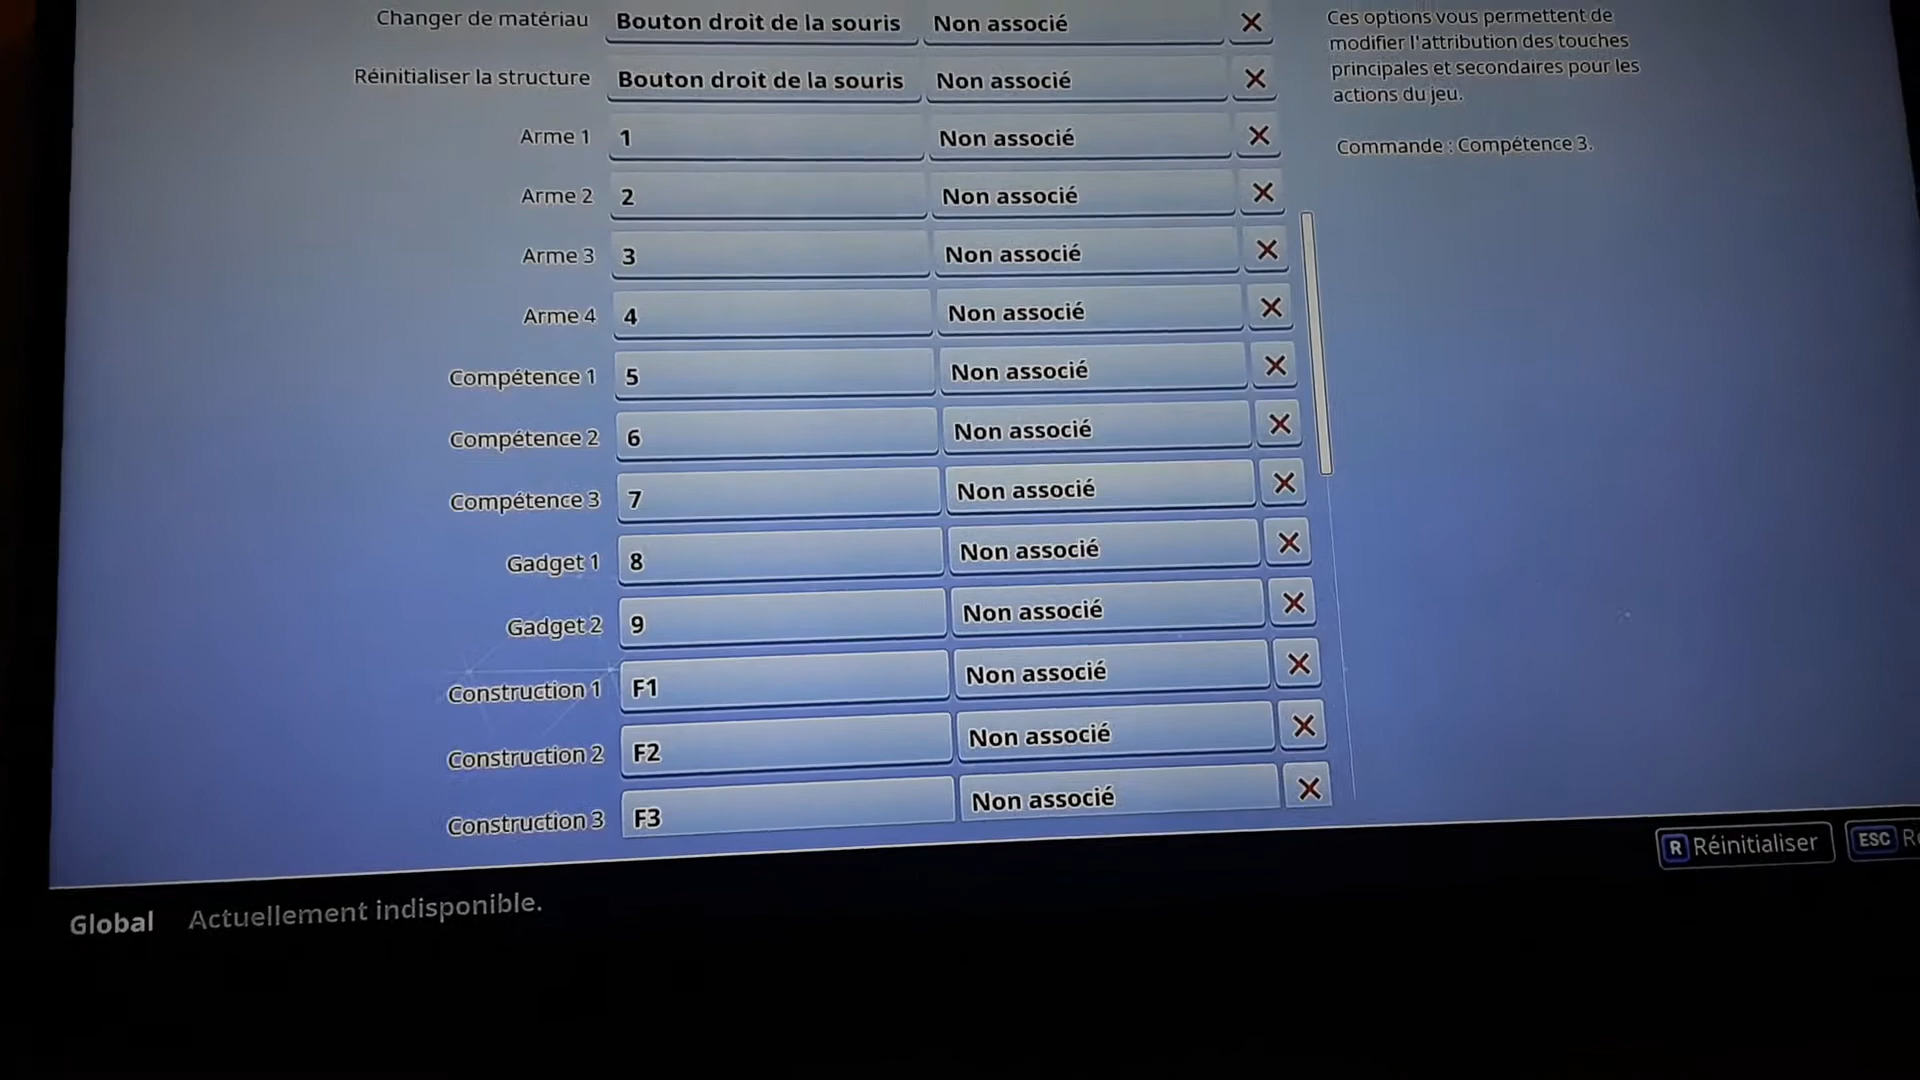 Changer de matériau Bouton droit de la souris Non associé
Réinitialiser la structure Bouton droit de la souris Non associé
Arme 1 1 Non associé
Arme 2 2 Non associé
Arme 3 3 Non associé
Arme 4 4 Non associé
Compétence 1 5 Non associé
Compétence 2 6 Non associé
Compétence 3 7 Non associé
Gadget 1 8 Non associé
Gadget 2 9 Non associé
Construction 1 F1 Non associé
Construction 2 F2 Non associé
Construction 3 F3 Non associé
Ces options vous permettent de
modifier l'attribution des touches
principales et secondaires pour les
actions du jeu.
Commande : Compétence 3.
R Réinitialiser ESC
Global Actuellement indisponible.